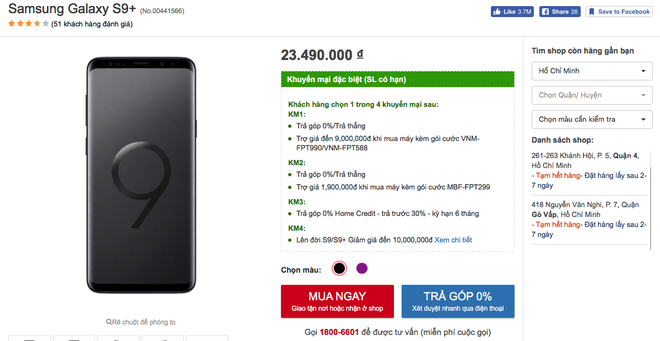 Samsung Galaxy S9+ (No.00441566)
(51 khách hàng đánh giá)
Like 3.7M
Share 28
Save to Facebook
9
Rê chuột để phóng to
23.490.000 ₫
Khuyến mại đặc biệt (SL có hạn)
Khách hàng chọn 1 trong 4 khuyến mại sau:
KM1:
Trả góp 0%/Trả thẳng
Trợ giá đến 9,000,000đ khi mua máy kèm gói cước VNM-
FPT990/VNM-FPT588
KM2:
Trả góp 0%/Trả thẳng
Trợ giá 1,900,000đ khi mua máy kèm gói cước MBF-FPT299
KM3:
Trả góp 0% Home Credit - trả trước 30% - kỳ hạn 6 tháng
KM4:
Lên đời S9/S9+ Giảm giá đến 10,000,000đ Xem chi tiết
Chọn màu:
MUA NGAY
Giao tận nơi hoặc nhận ở shop
TRẢ GÓP 0%
Xét duyệt nhanh qua điện thoại
Gọi 1800-6601 để được tư vấn (miễn phí cuộc gọi)
Tìm shop còn hàng gần bạn
Hồ Chí Minh
Chọn Quận/ Huyện
Chọn màu cần kiểm tra
Danh sách shop:
261-263 Khánh Hội, P. 5, Quận 4,
Hồ Chí Minh
- Tạm hết hàng- Đặt hàng lấy sau 2-
7 ngày
418 Nguyễn Văn Nghi, P. 7, Quận
Gò Vấp, Hồ Chí Minh
- Tạm hết hàng- Đặt hàng lấy sau 2-
7 ngày